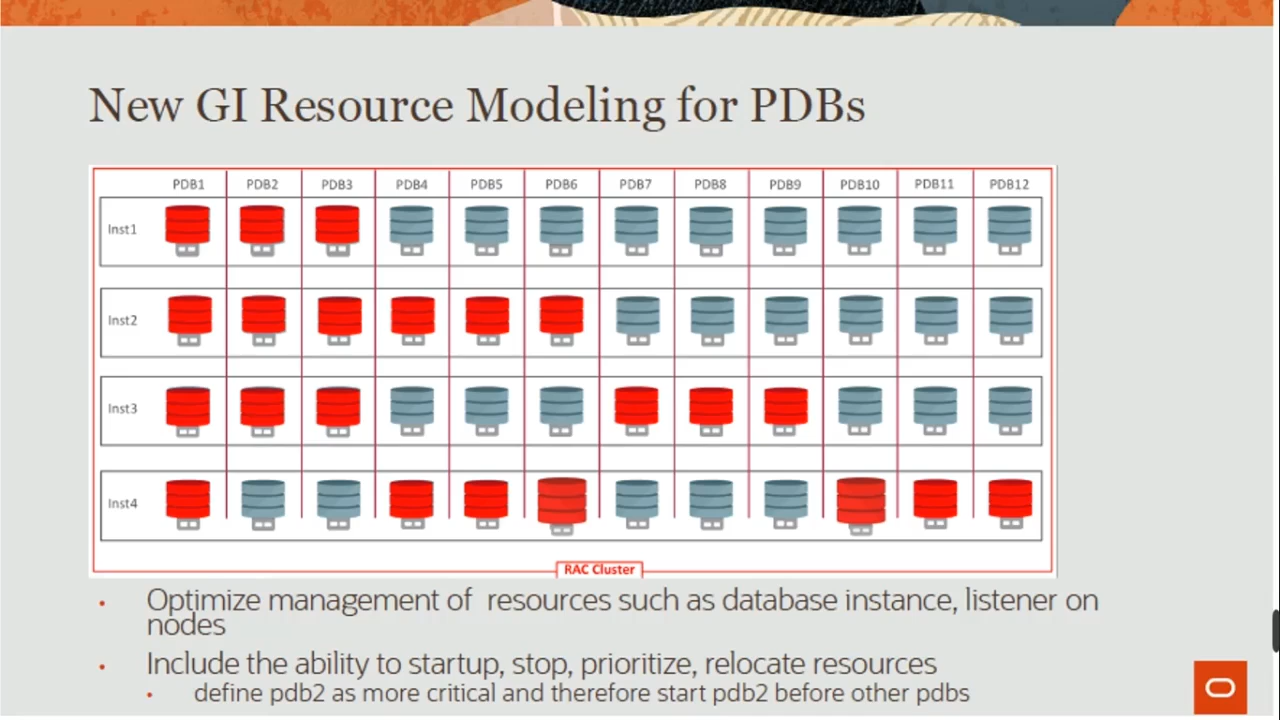 New GI Resource Modeling for PDBs
PDB1 PDB2 PDB3 PDB4 PDB5 PDB6 PDB7 PDB8 PDB9 PDB10 PDB11 PDB12
Inst1
Inst2
Inst3
Inst4
RAC Cluster
• Optimize management of resources such as database instance, listener on
nodes
• Include the ability to startup, stop, prioritize, relocate resources
• define pdb2 as more critical and therefore start pdb2 before other pdbs